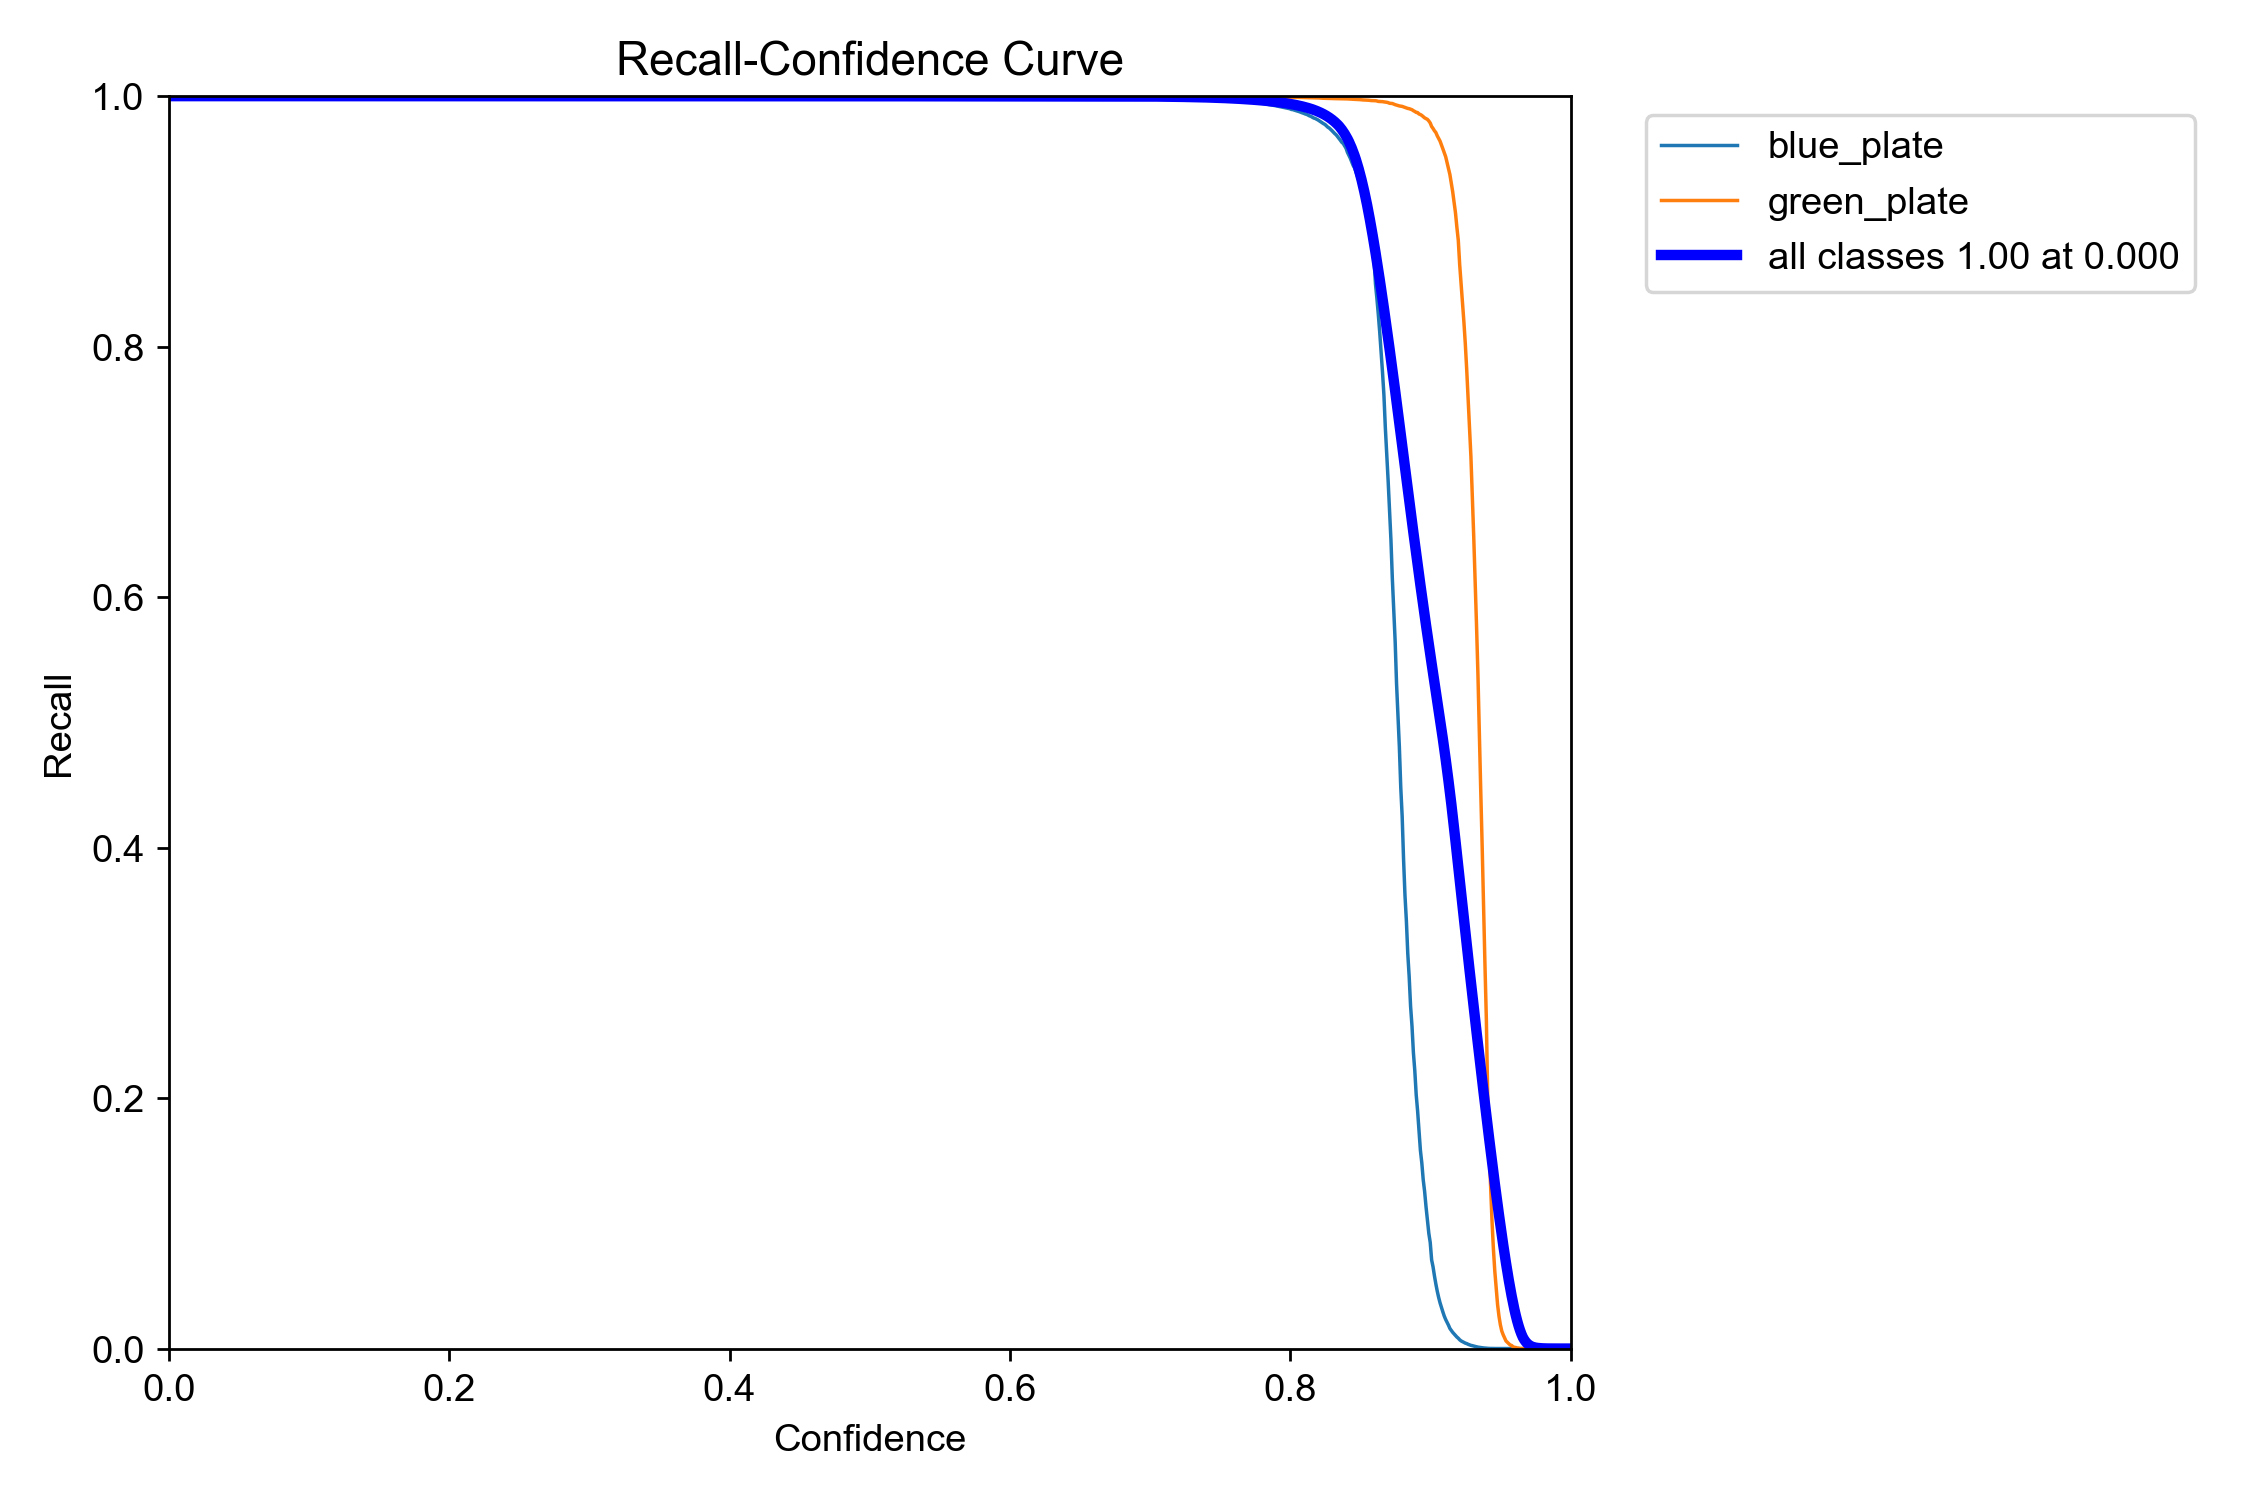 Recall-Confidence Curve
1.0
0.8
0.6
0.4
0.2
0.0
Recall
0.0 0.2 0.4 0.6 0.8 1.0
Confidence
blue_plate
green_plate
all classes 1.00 at 0.000